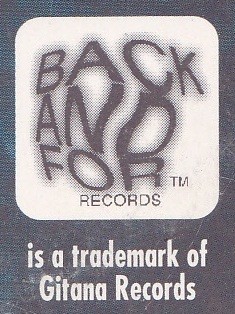 BACK
AND
FOR TM
RECORDS
is a trademark of
Gitana Records